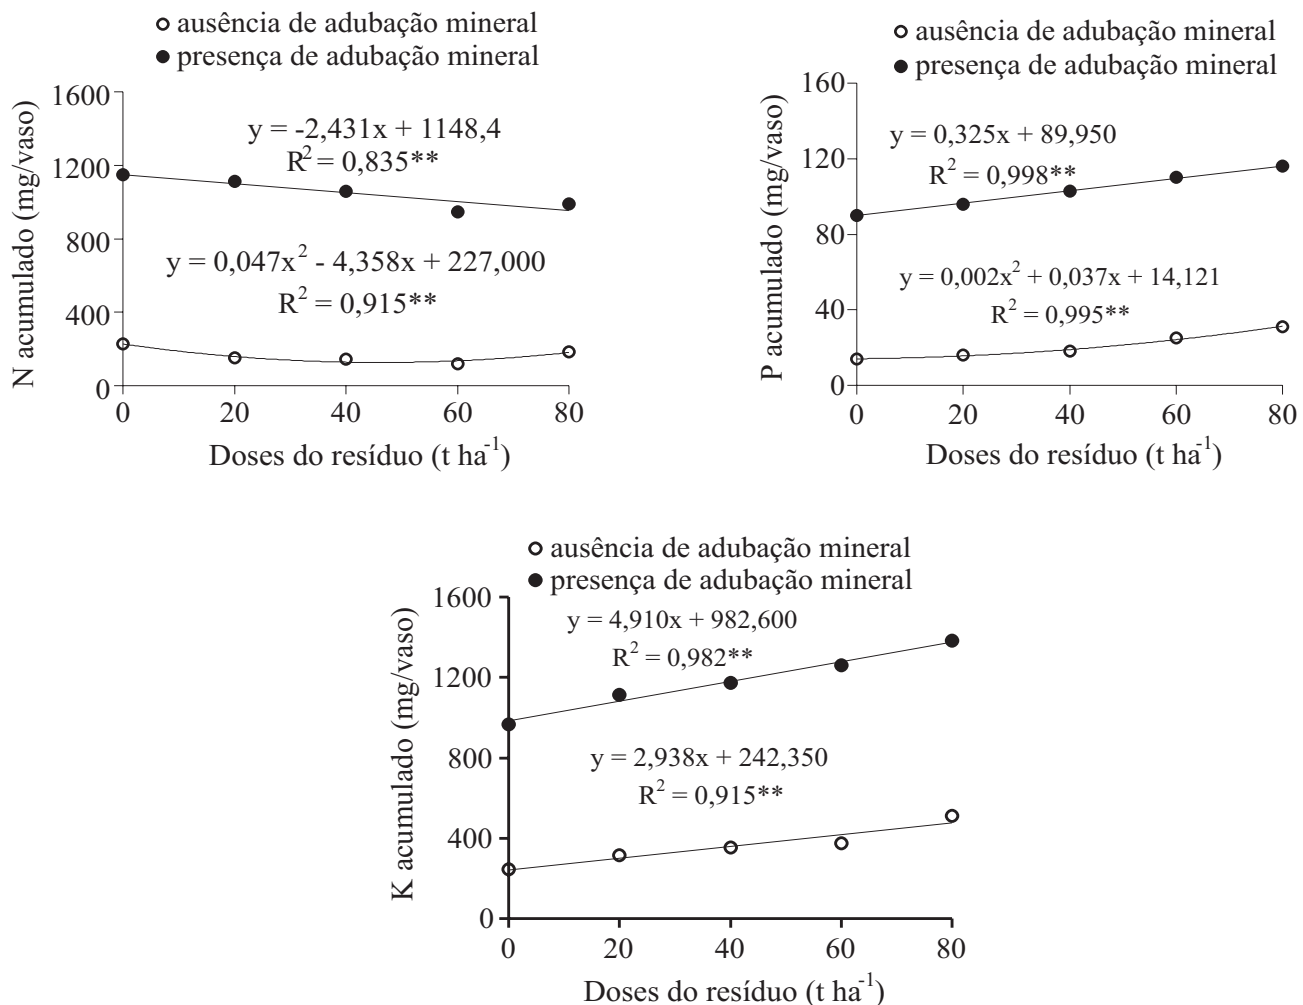 ○ ausência de adubação mineral
● presença de adubação mineral
N acumulado (mg/vaso)
1600
1200
800
400
0
y = -2,431x + 1148,4
R² = 0,835**
y = 0,047x² - 4,358x + 227,000
R² = 0,915**
0 20 40 60 80
Doses do resíduo (t ha⁻¹)
○ ausência de adubação mineral
● presença de adubação mineral
P acumulado (mg/vaso)
160
120
80
40
0
y = 0,325x + 89,950
R² = 0,998**
y = 0,002x² + 0,037x + 14,121
R² = 0,995**
0 20 40 60 80
Doses do resíduo (t ha⁻¹)
○ ausência de adubação mineral
● presença de adubação mineral
K acumulado (mg/vaso)
1600
1200
800
400
0
y = 4,910x + 982,600
R² = 0,982**
y = 2,938x + 242,350
R² = 0,915**
0 20 40 60 80
Doses do resíduo (t ha⁻¹)